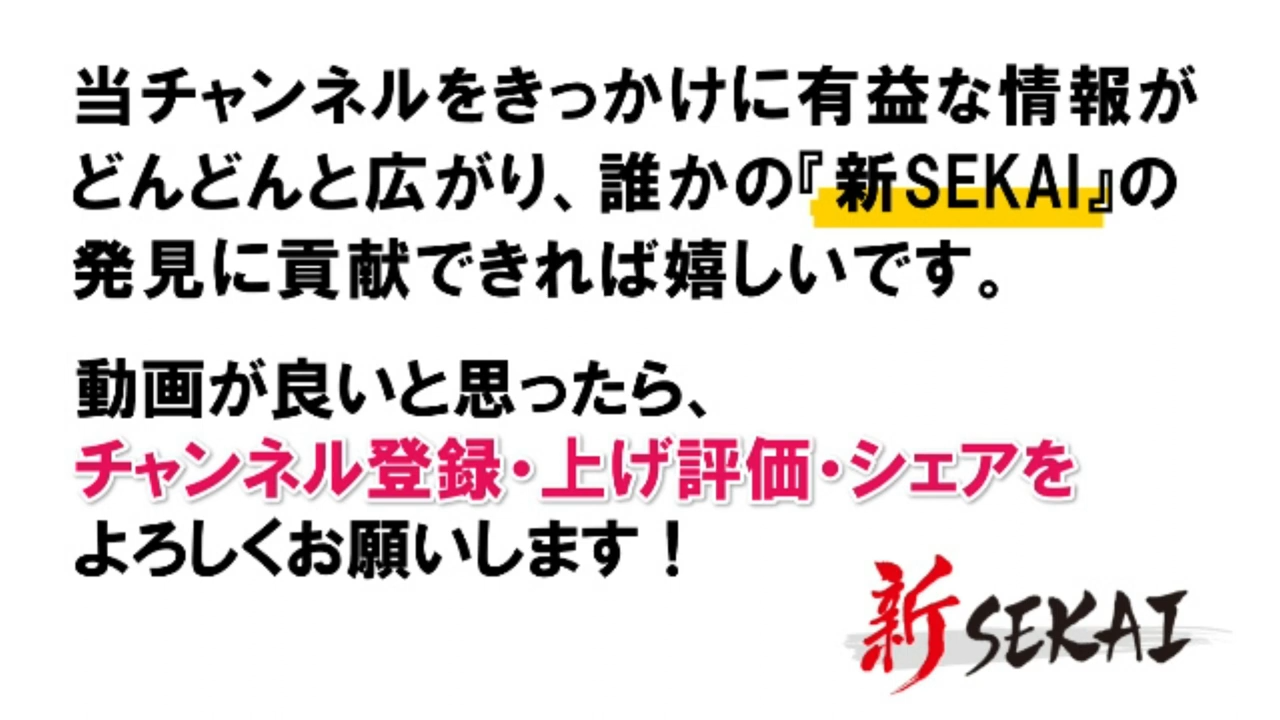 当チャンネルをきっかけに有益な情報が
どんどんと広がり、誰かの『新SEKAI』の
発見に貢献できれば嬉しいです。
動画が良いと思ったら、
チャンネル登録・上げ評価・シェアを
よろしくお願いします！
新SEKAI